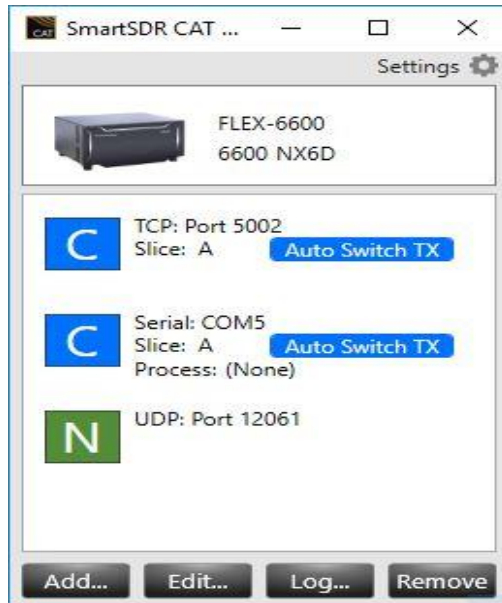 CAT SmartSDR CAT ...
Settings
FLEX-6600
6600 NX6D
C TCP: Port 5002
Slice: A Auto Switch TX
C Serial: COM5
Slice: A Auto Switch TX
Process: (None)
N UDP: Port 12061
Add... Edit... Log... Remove